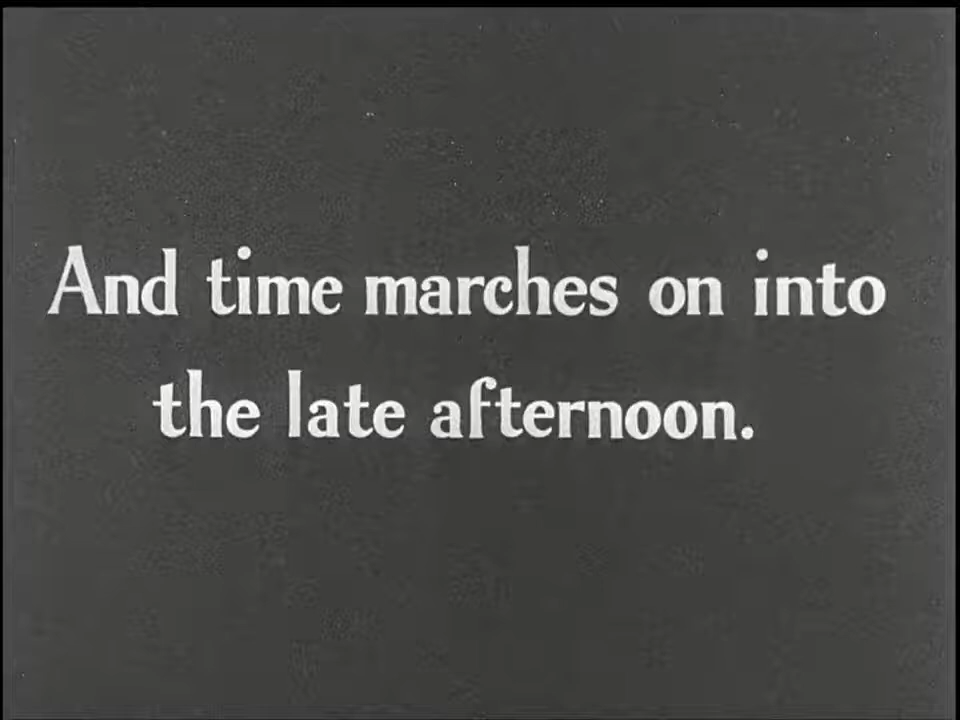 And time marches on into
the late afternoon.